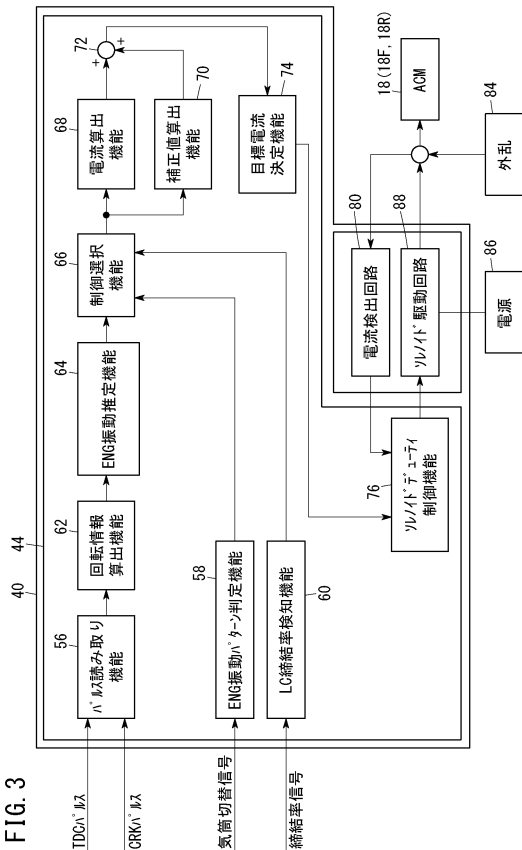 FIG. 3
40
44
TDCパルス
CRKパルス
気筒切替信号
締結率信号
56
パルス読み取り
機能
62
回転情報
算出機能
64
ENG振動推定機能
66
制御選択
機能
68
電流算出
機能
70
補正値算出
機能
72
+
+
74
目標電流
決定機能
58
ENG振動パターン判定機能
60
LC締結率検知機能
76
ソレノイドデューティ
制御機能
80
電流検出回路
88
ソレノイド駆動回路
18(18F, 18R)
ACM
84
外乱
86
電源